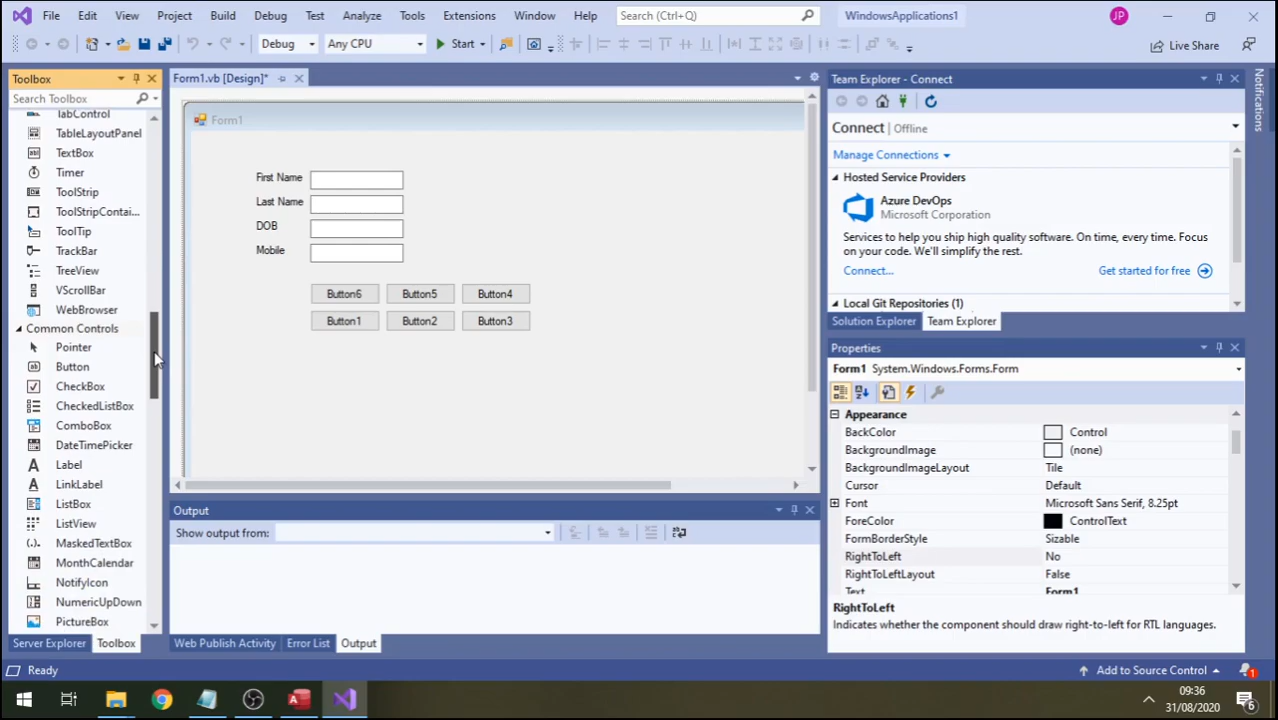 File Edit View Project Build Debug Test Analyze Tools Extensions Window Help Search (Ctrl+Q) WindowsApplications1 JP
Debug Any CPU Start Live Share
Toolbox
Search Toolbox
TabControl
TableLayoutPanel
TextBox
Timer
ToolStrip
ToolStripContai...
ToolTip
TrackBar
TreeView
VScrollBar
WebBrowser
Common Controls
Pointer
Button
CheckBox
CheckedListBox
ComboBox
DateTimePicker
Label
LinkLabel
ListBox
ListView
MaskedTextBox
MonthCalendar
NotifyIcon
NumericUpDown
PictureBox
Server Explorer Toolbox
Form1.vb [Design]*
Form1
First Name
Last Name
DOB
Mobile
Button6 Button5 Button4
Button1 Button2 Button3
Output
Show output from:
Web Publish Activity Error List Output
Team Explorer - Connect
Connect | Offline
Manage Connections
Hosted Service Providers
Azure DevOps
Microsoft Corporation
Services to help you ship high quality software. On time, every time. Focus
on your code. We'll simplify the rest.
Connect... Get started for free
Local Git Repositories (1)
Solution Explorer Team Explorer
Notifications
Properties
Form1 System.Windows.Forms.Form
Appearance
BackColor Control
BackgroundImage (none)
BackgroundImageLayout Tile
Cursor Default
Font Microsoft Sans Serif, 8.25pt
ForeColor ControlText
FormBorderStyle Sizable
RightToLeft No
RightToLeftLayout False
Text Form1
RightToLeft
Indicates whether the component should draw right-to-left for RTL languages.
Ready Add to Source Control 1
09:36
31/08/2020
6